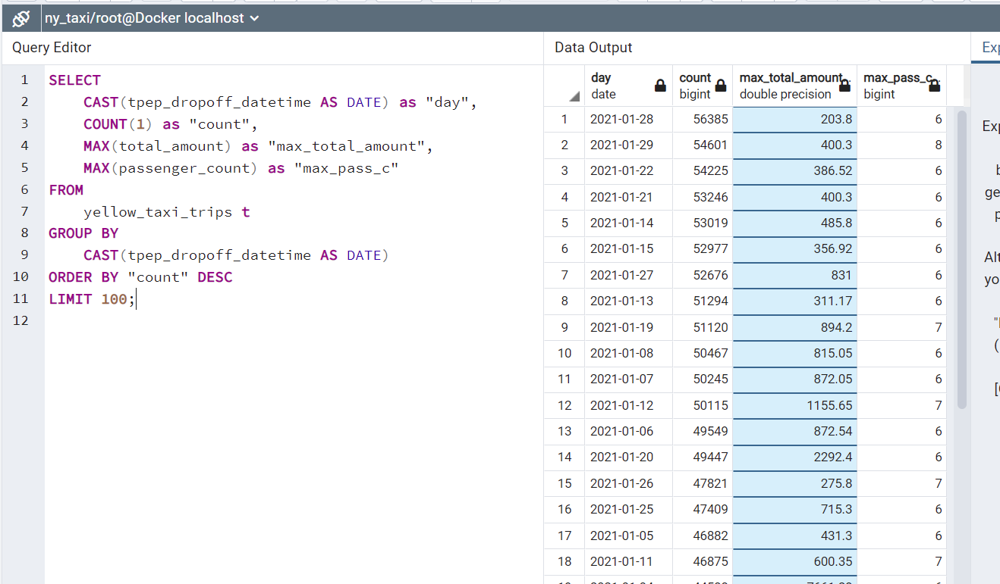 ny_taxi/root@Docker localhost
Query Editor
1 SELECT
2 CAST(tpep_dropoff_datetime AS DATE) as "day",
3 COUNT(1) as "count",
4 MAX(total_amount) as "max_total_amount",
5 MAX(passenger_count) as "max_pass_c"
6 FROM
7 yellow_taxi_trips t
8 GROUP BY
9 CAST(tpep_dropoff_datetime AS DATE)
10 ORDER BY "count" DESC
11 LIMIT 100;
12
Data Output
day count max_total_amount.. max_pass_c...
date bigint double precision bigint
1 2021-01-28 56385 203.8 6
2 2021-01-29 54601 400.3 8
3 2021-01-22 54225 386.52 6
4 2021-01-21 53246 400.3 6
5 2021-01-14 53019 485.8 6
6 2021-01-15 52977 356.92 6
7 2021-01-27 52676 831 6
8 2021-01-13 51294 311.17 6
9 2021-01-19 51120 894.2 7
10 2021-01-08 50467 815.05 6
11 2021-01-07 50245 872.05 6
12 2021-01-12 50115 1155.65 7
13 2021-01-06 49549 872.54 6
14 2021-01-20 49447 2292.4 6
15 2021-01-26 47821 275.8 7
16 2021-01-25 47409 715.3 6
17 2021-01-05 46882 431.3 6
18 2021-01-11 46875 600.35 7
Exp
Exp
ge
Alt
yo